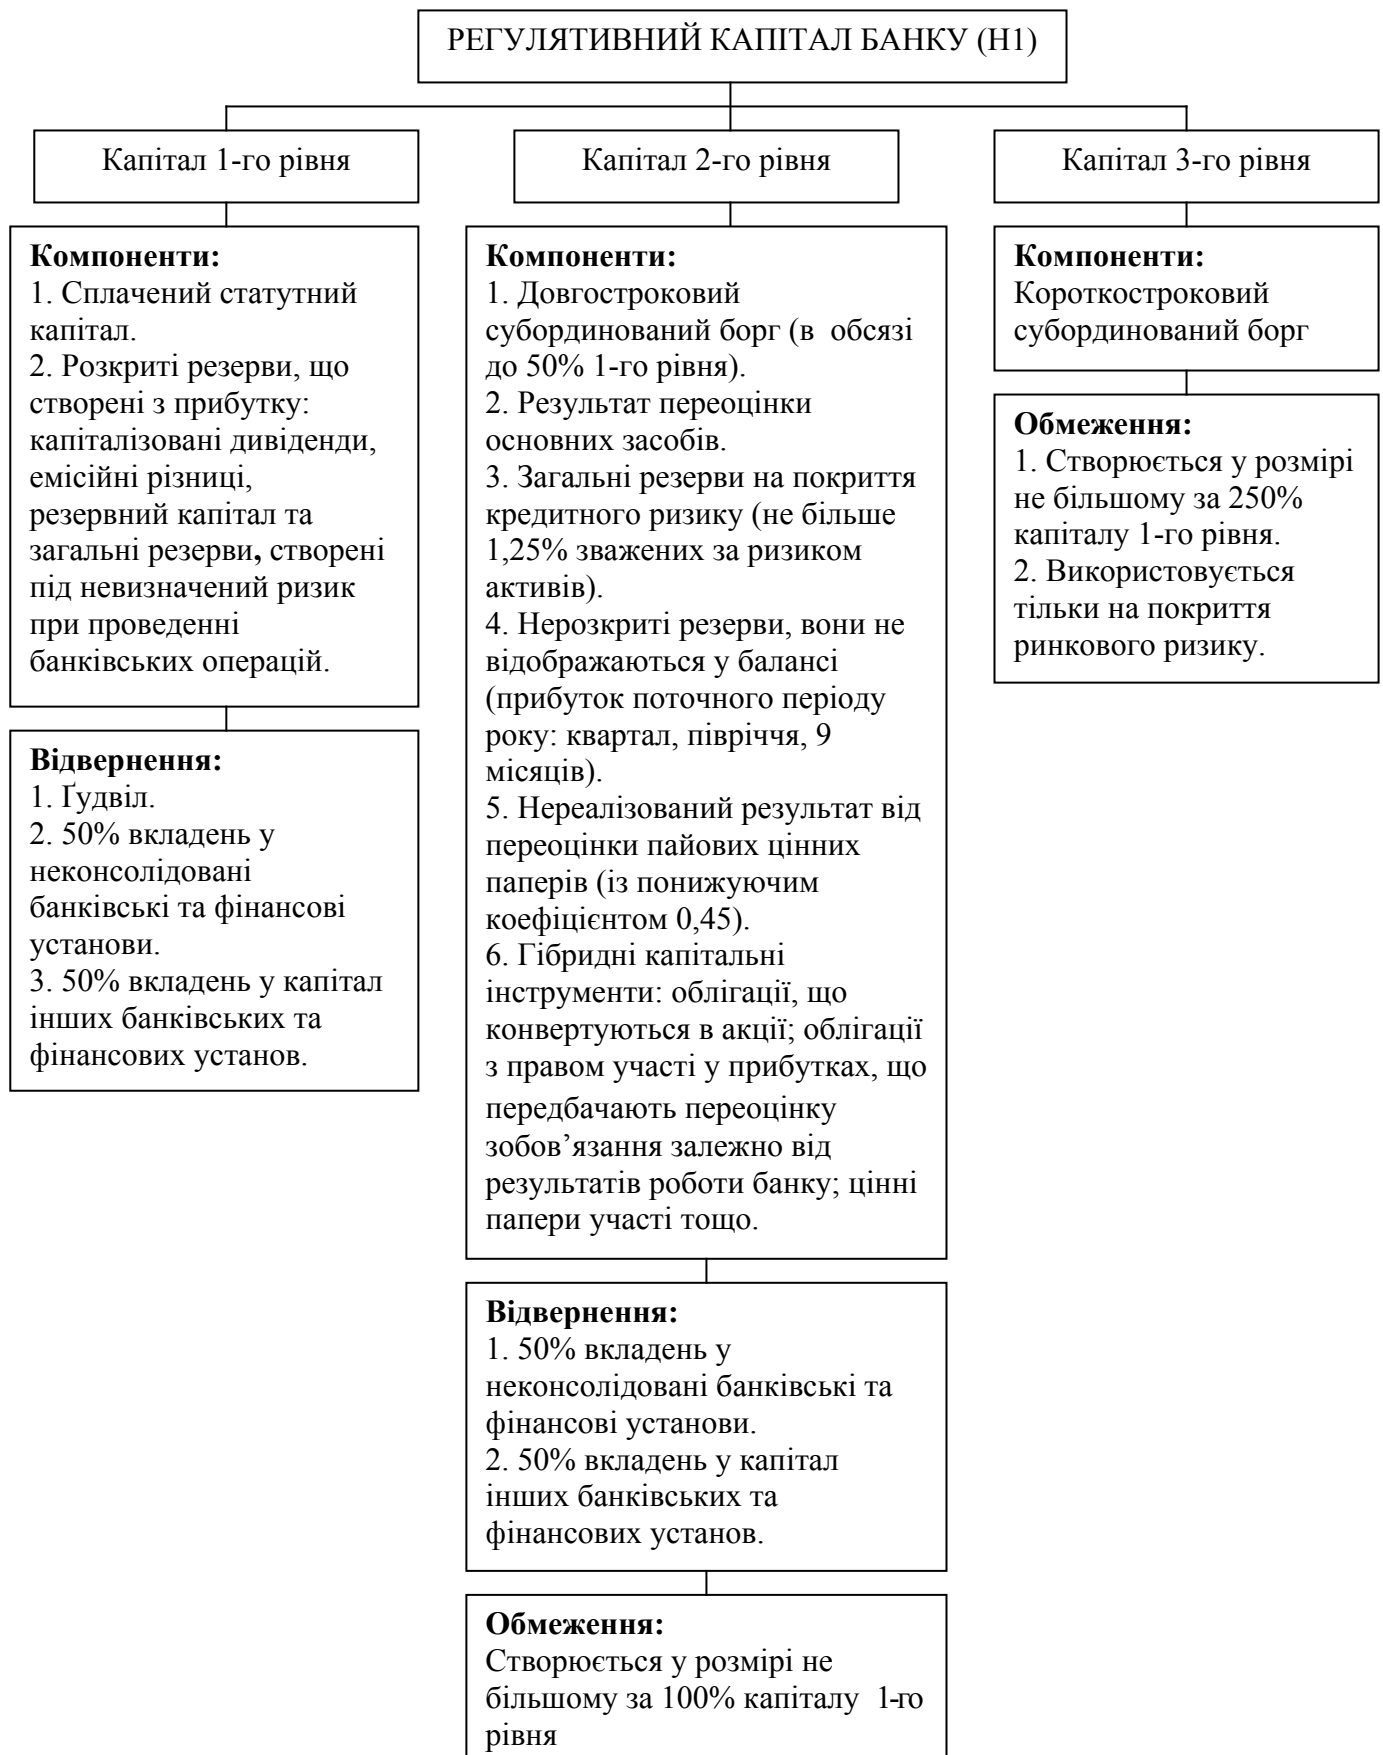 РЕГУЛЯТИВНИЙ КАПІТАЛ БАНКУ (Н1)
Капітал 1-го рівня
Компоненти:
1. Сплачений статутний
капітал.
2. Розкриті резерви, що
створені з прибутку:
капіталізовані дивіденди,
емісійні різниці,
резервний капітал та
загальні резерви, створені
під невизначений ризик
при проведенні
банківських операцій.
Відвернення:
1. Ґудвіл.
2. 50% вкладень у
неконсолідовані
банківські та фінансові
установи.
3. 50% вкладень у капітал
інших банківських та
фінансових установ.
Капітал 2-го рівня
Компоненти:
1. Довгостроковий
субординований борг (в обсязі
до 50% 1-го рівня).
2. Результат переоцінки
основних засобів.
3. Загальні резерви на покриття
кредитного ризику (не більше
1,25% зважених за ризиком
активів).
4. Нерозкриті резерви, вони не
відображаються у балансі
(прибуток поточного періоду
року: квартал, півріччя, 9
місяців).
5. Нереалізований результат від
переоцінки пайових цінних
паперів (із понижуючим
коефіцієнтом 0,45).
6. Гібридні капітальні
інструменти: облігації, що
конвертуються в акції; облігації
з правом участі у прибутках, що
передбачають переоцінку
зобов’язання залежно від
результатів роботи банку; цінні
папери участі тощо.
Відвернення:
1. 50% вкладень у
неконсолідовані банківські та
фінансові установи.
2. 50% вкладень у капітал
інших банківських та
фінансових установ.
Обмеження:
Створюється у розмірі не
більшому за 100% капіталу 1-го
рівня
Капітал 3-го рівня
Компоненти:
Короткостроковий
субординований борг
Обмеження:
1. Створюється у розмірі
не більшому за 250%
капіталу 1-го рівня.
2. Використовується
тільки на покриття
ринкового ризику.